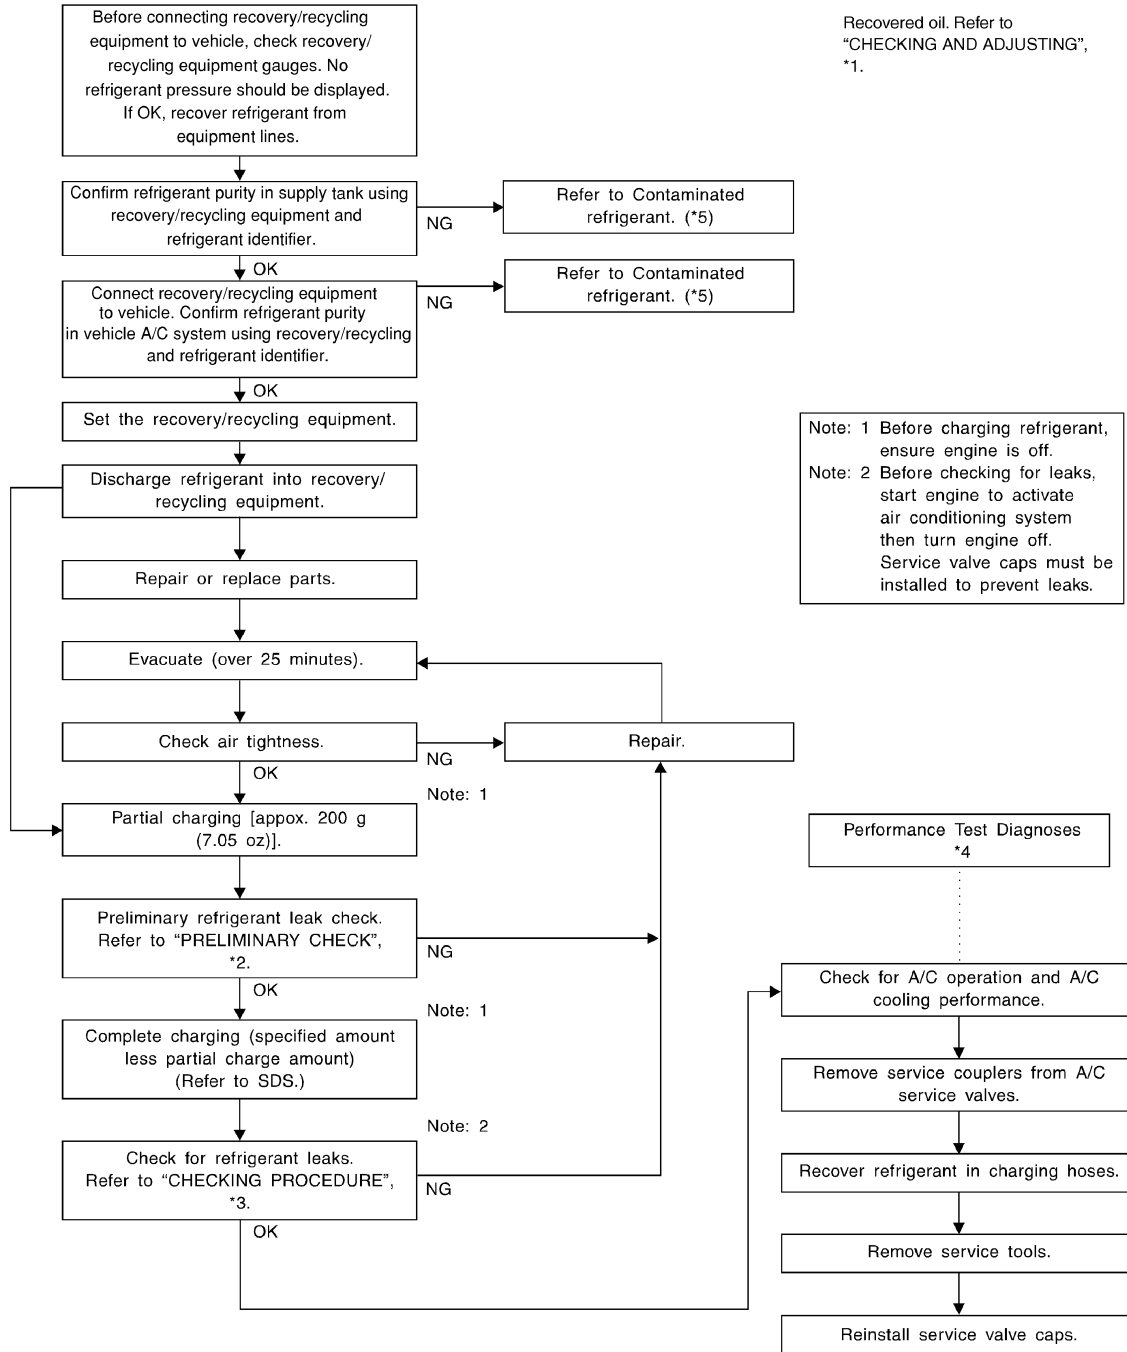 Before connecting recovery/recycling
equipment to vehicle, check recovery/
recycling equipment gauges. No
refrigerant pressure should be displayed.
If OK, recover refrigerant from
equipment lines.
Recovered oil. Refer to
“CHECKING AND ADJUSTING”,
*1.
Confirm refrigerant purity in supply tank using
recovery/recycling equipment and
refrigerant identifier.
NG
Refer to Contaminated
refrigerant. (*5)
OK
Connect recovery/recycling equipment
to vehicle. Confirm refrigerant purity
in vehicle A/C system using recovery/recycling
and refrigerant identifier.
NG
Refer to Contaminated
refrigerant. (*5)
OK
Set the recovery/recycling equipment.
Discharge refrigerant into recovery/
recycling equipment.
Note: 1 Before charging refrigerant,
ensure engine is off.
Note: 2 Before checking for leaks,
start engine to activate
air conditioning system
then turn engine off.
Service valve caps must be
installed to prevent leaks.
Repair or replace parts.
Evacuate (over 25 minutes).
Check air tightness.
NG
Repair.
OK
Note: 1
Partial charging [appox. 200 g
(7.05 oz)].
Preliminary refrigerant leak check.
Refer to “PRELIMINARY CHECK”,
*2.
NG
OK
Note: 1
Complete charging (specified amount
less partial charge amount)
(Refer to SDS.)
Note: 2
Check for refrigerant leaks.
Refer to “CHECKING PROCEDURE”,
*3.
NG
OK
Performance Test Diagnoses
*4
Check for A/C operation and A/C
cooling performance.
Remove service couplers from A/C
service valves.
Recover refrigerant in charging hoses.
Remove service tools.
Reinstall service valve caps.